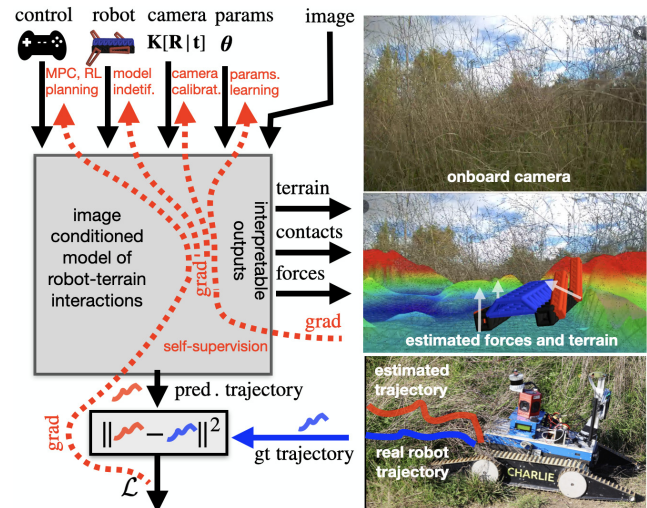 control robot camera params image
K[R|t] θ
MPC, RL model camera params.
planning indetif. calibrat. learning
image
conditioned
model of
robot-terrain
interactions
grad
interpretable
outputs
terrain
contacts
forces
grad
self-supervision
pred. trajectory
grad
|| − ||²
gt trajectory
ℒ
onboard camera
estimated forces and terrain
estimated
trajectory
real robot
trajectory
CHARLIE